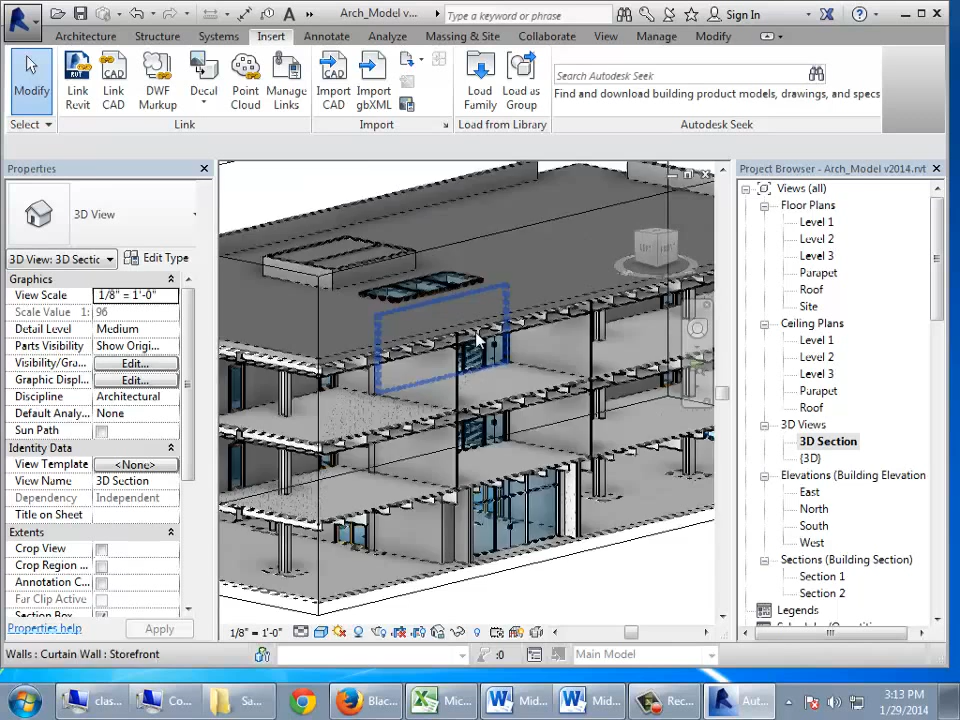 Arch_Model v...
Type a keyword or phrase
Sign In
Architecture
Structure
Systems
Insert
Annotate
Analyze
Massing & Site
Collaborate
View
Manage
Modify
Modify
Link Revit
Link CAD
DWF Markup
Decal
Point Cloud
Manage Links
Import CAD
Import gbXML
Load Family
Load as Group
Search Autodesk Seek
Find and download building product models, drawings, and specs
Select
Link
Import
Load from Library
Autodesk Seek
Properties
3D View
3D View: 3D Sectic
Edit Type
Graphics
View Scale 1/8" = 1'-0"
Scale Value 1: 96
Detail Level Medium
Parts Visibility Show Origi...
Visibility/Gra... Edit...
Graphic Displ... Edit...
Discipline Architectural
Default Analy... None
Sun Path
Identity Data
View Template <None>
View Name 3D Section
Dependency Independent
Title on Sheet
Extents
Crop View
Crop Region ...
Annotation C...
Far Clip Active
Section Box
Properties help
Apply
1/8" = 1'-0"
Project Browser - Arch_Model v2014.rvt
Views (all)
Floor Plans
Level 1
Level 2
Level 3
Parapet
Roof
Site
Ceiling Plans
Level 1
Level 2
Level 3
Parapet
Roof
3D Views
3D Section
{3D}
Elevations (Building Elevation
East
North
South
West
Sections (Building Section)
Section 1
Section 2
Legends
Walls : Curtain Wall : Storefront
:0
Main Model
clas...
Co...
Sa...
Blac...
Mic...
Mid...
Mid...
Rec...
Aut...
3:13 PM
1/29/2014